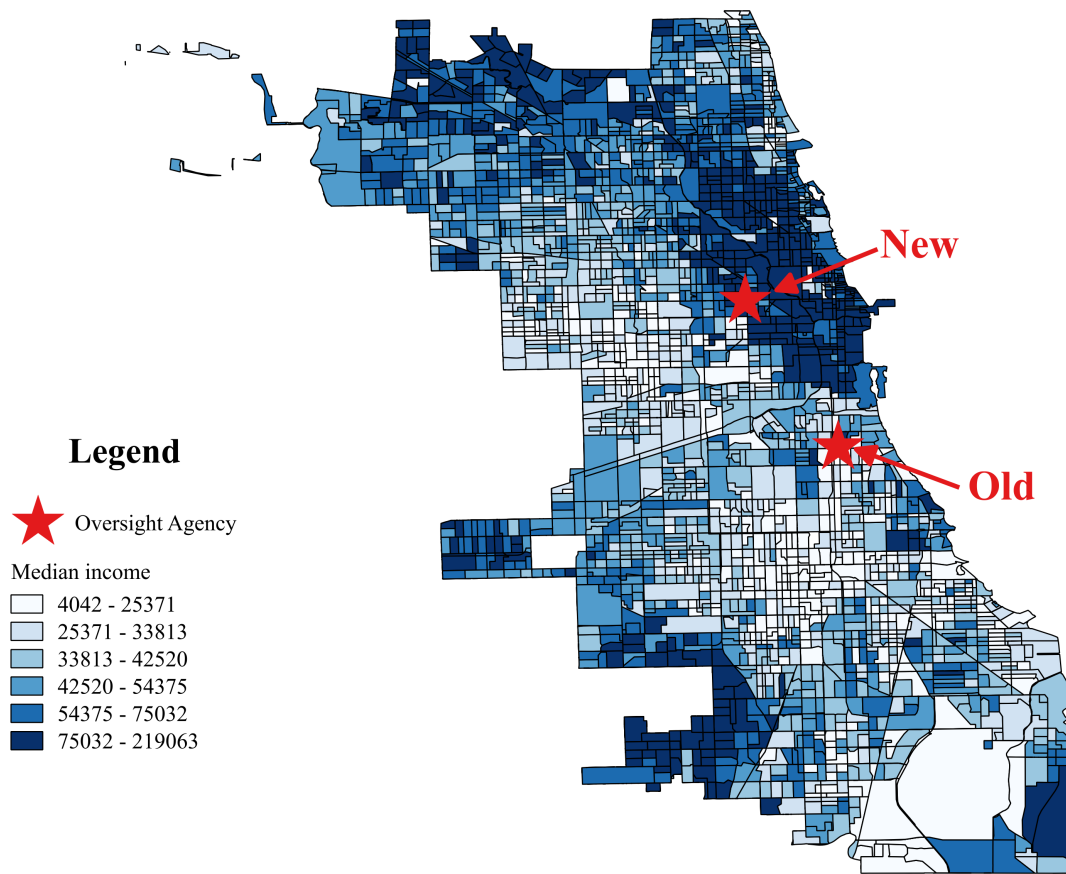 New
Old
Legend
Oversight Agency
Median income
4042 - 25371
25371 - 33813
33813 - 42520
42520 - 54375
54375 - 75032
75032 - 219063